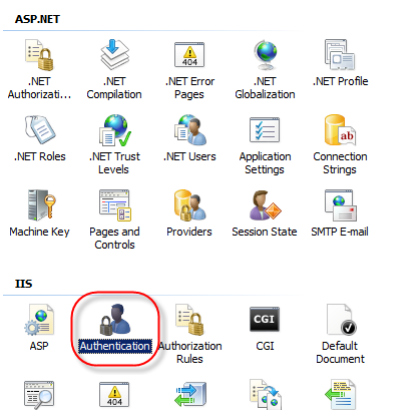 ASP.NET
404
.NET Authorizati...
.NET Compilation
.NET Error Pages
.NET Globalization
.NET Profile
ab
.NET Roles
.NET Trust Levels
.NET Users
Application Settings
Connection Strings
Machine Key
Pages and Controls
Providers
Session State
SMTP E-mail
IIS
CGI
ASP
Authentication
Authorization Rules
CGI
Default Document
404